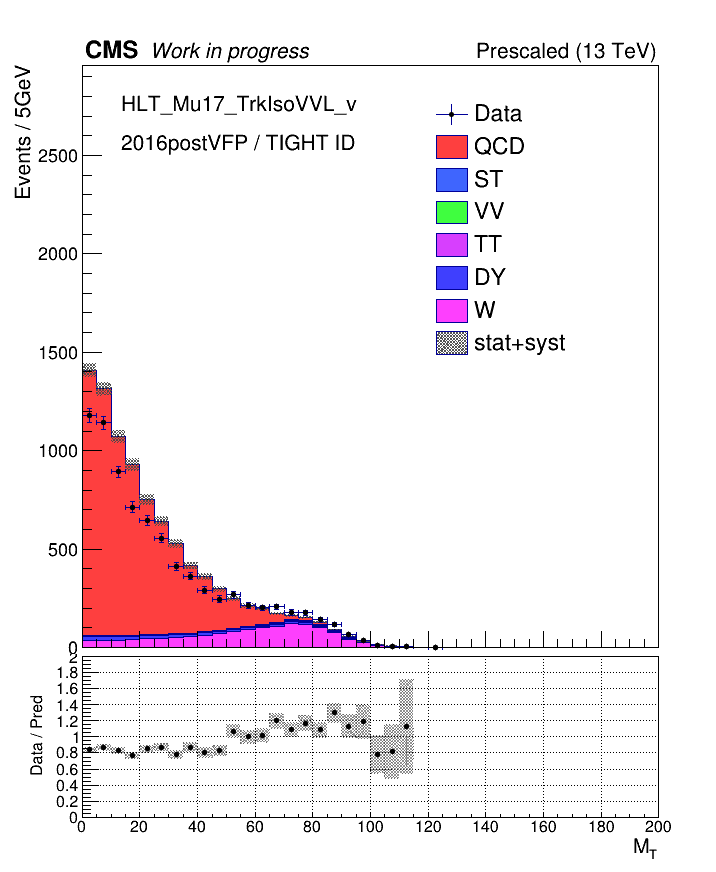 CMS Work in progress Prescaled (13 TeV)
Events / 5GeV
HLT_Mu17_TrkIsoVVL_v
2016postVFP / TIGHT ID
Data
QCD
ST
VV
TT
DY
W
stat+syst
2500
2000
1500
1000
500
0
Data / Pred
2
1.8
1.6
1.4
1.2
1
0.8
0.6
0.4
0.2
0
0 20 40 60 80 100 120 140 160 180 200
M_T